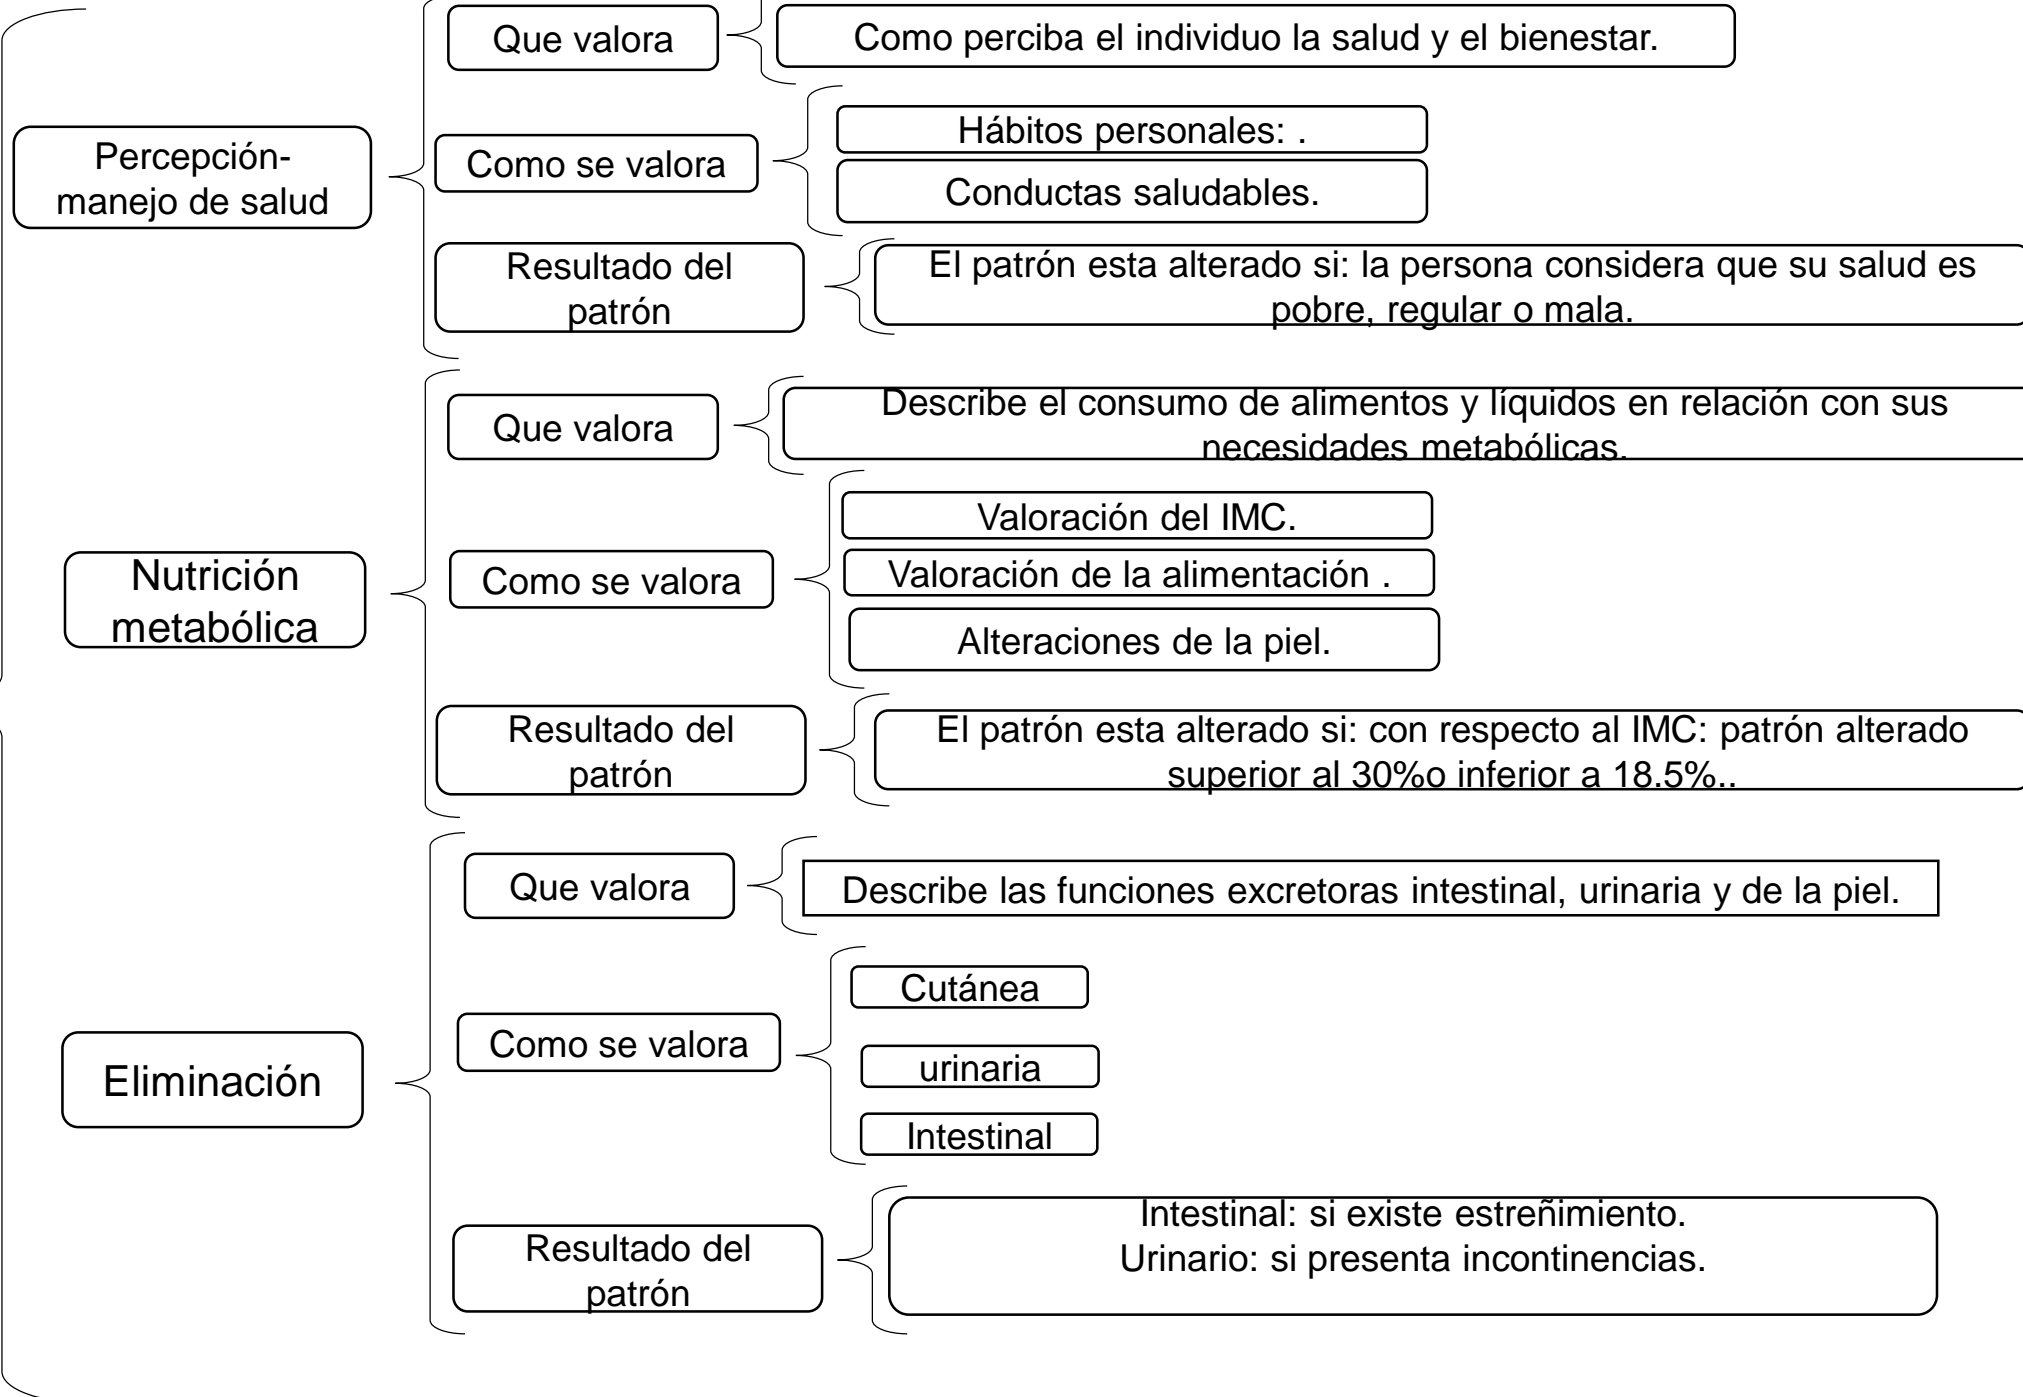 Percepción-
manejo de salud
Que valora
Como perciba el individuo la salud y el bienestar.
Como se valora
Hábitos personales: .
Conductas saludables.
Resultado del
patrón
El patrón esta alterado si: la persona considera que su salud es
pobre, regular o mala.
Nutrición
metabólica
Que valora
Describe el consumo de alimentos y líquidos en relación con sus
necesidades metabólicas.
Como se valora
Valoración del IMC.
Valoración de la alimentación .
Alteraciones de la piel.
Resultado del
patrón
El patrón esta alterado si: con respecto al IMC: patrón alterado
superior al 30%o inferior a 18.5%..
Eliminación
Que valora
Describe las funciones excretoras intestinal, urinaria y de la piel.
Como se valora
Cutánea
urinaria
Intestinal
Resultado del
patrón
Intestinal: si existe estreñimiento.
Urinario: si presenta incontinencias.